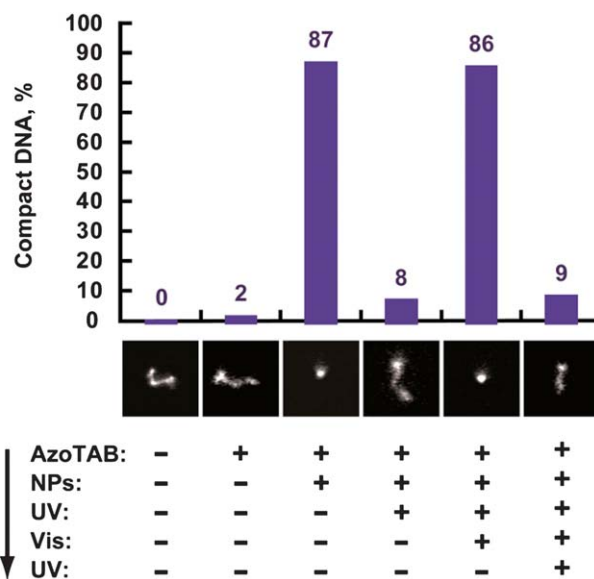 Compact DNA, %
100
90
80
70
60
50
40
30
20
10
0
0
2
87
8
86
9
AzoTAB: – + + + + +
NPs: – – + + + +
UV: – – – + + +
Vis: – – – – + +
UV: – – – – – +